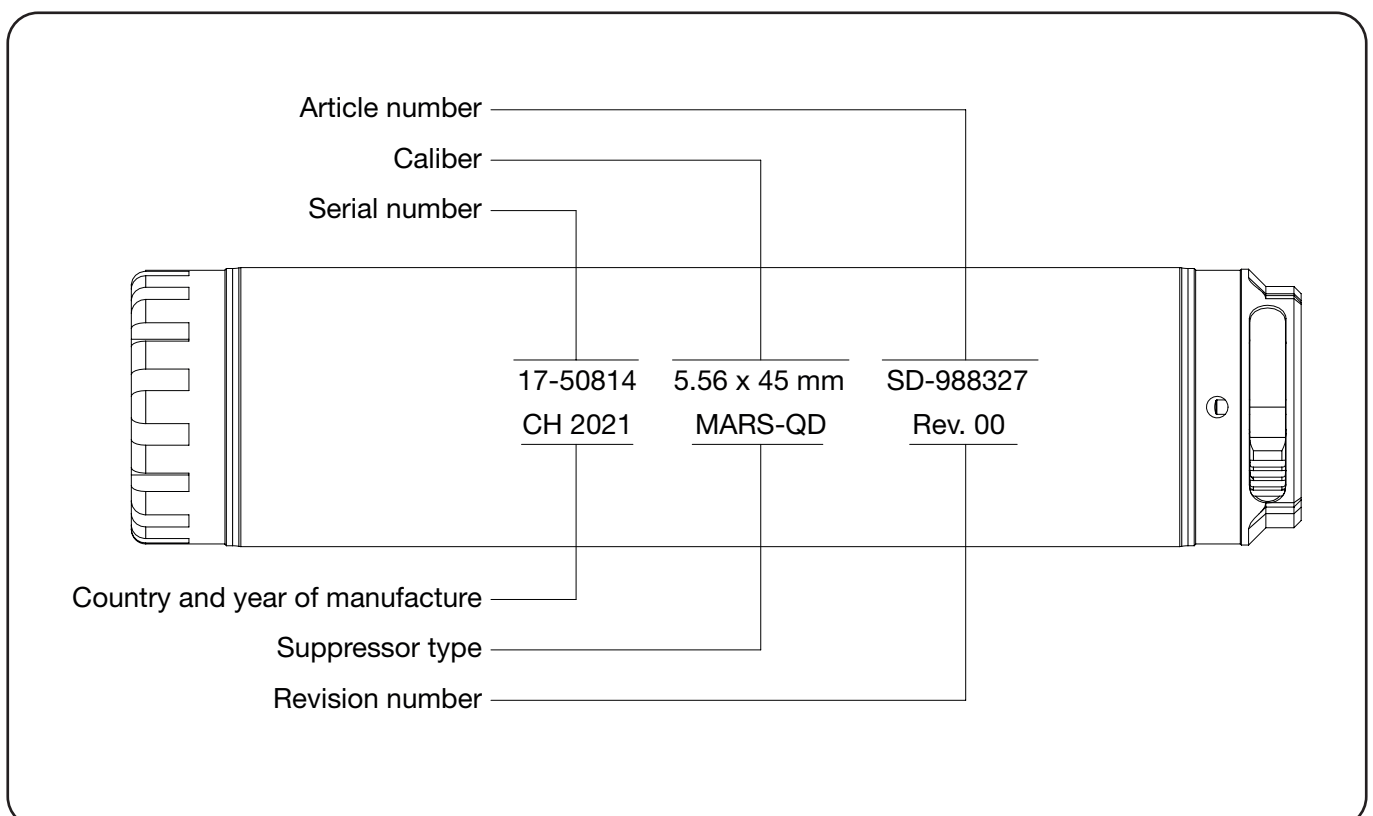 Article number
Caliber
Serial number
17-50814 5.56 x 45 mm SD-988327
CH 2021 MARS-QD Rev. 00
Country and year of manufacture
Suppressor type
Revision number